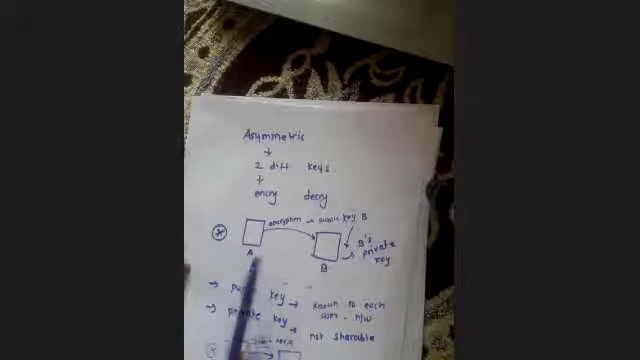 Asymmetric
↓
2 diff keys
↓
encry decry
encryption → public key B
A
B
B's private key
→ key → known to each user - n/w
→ private key → not sharable